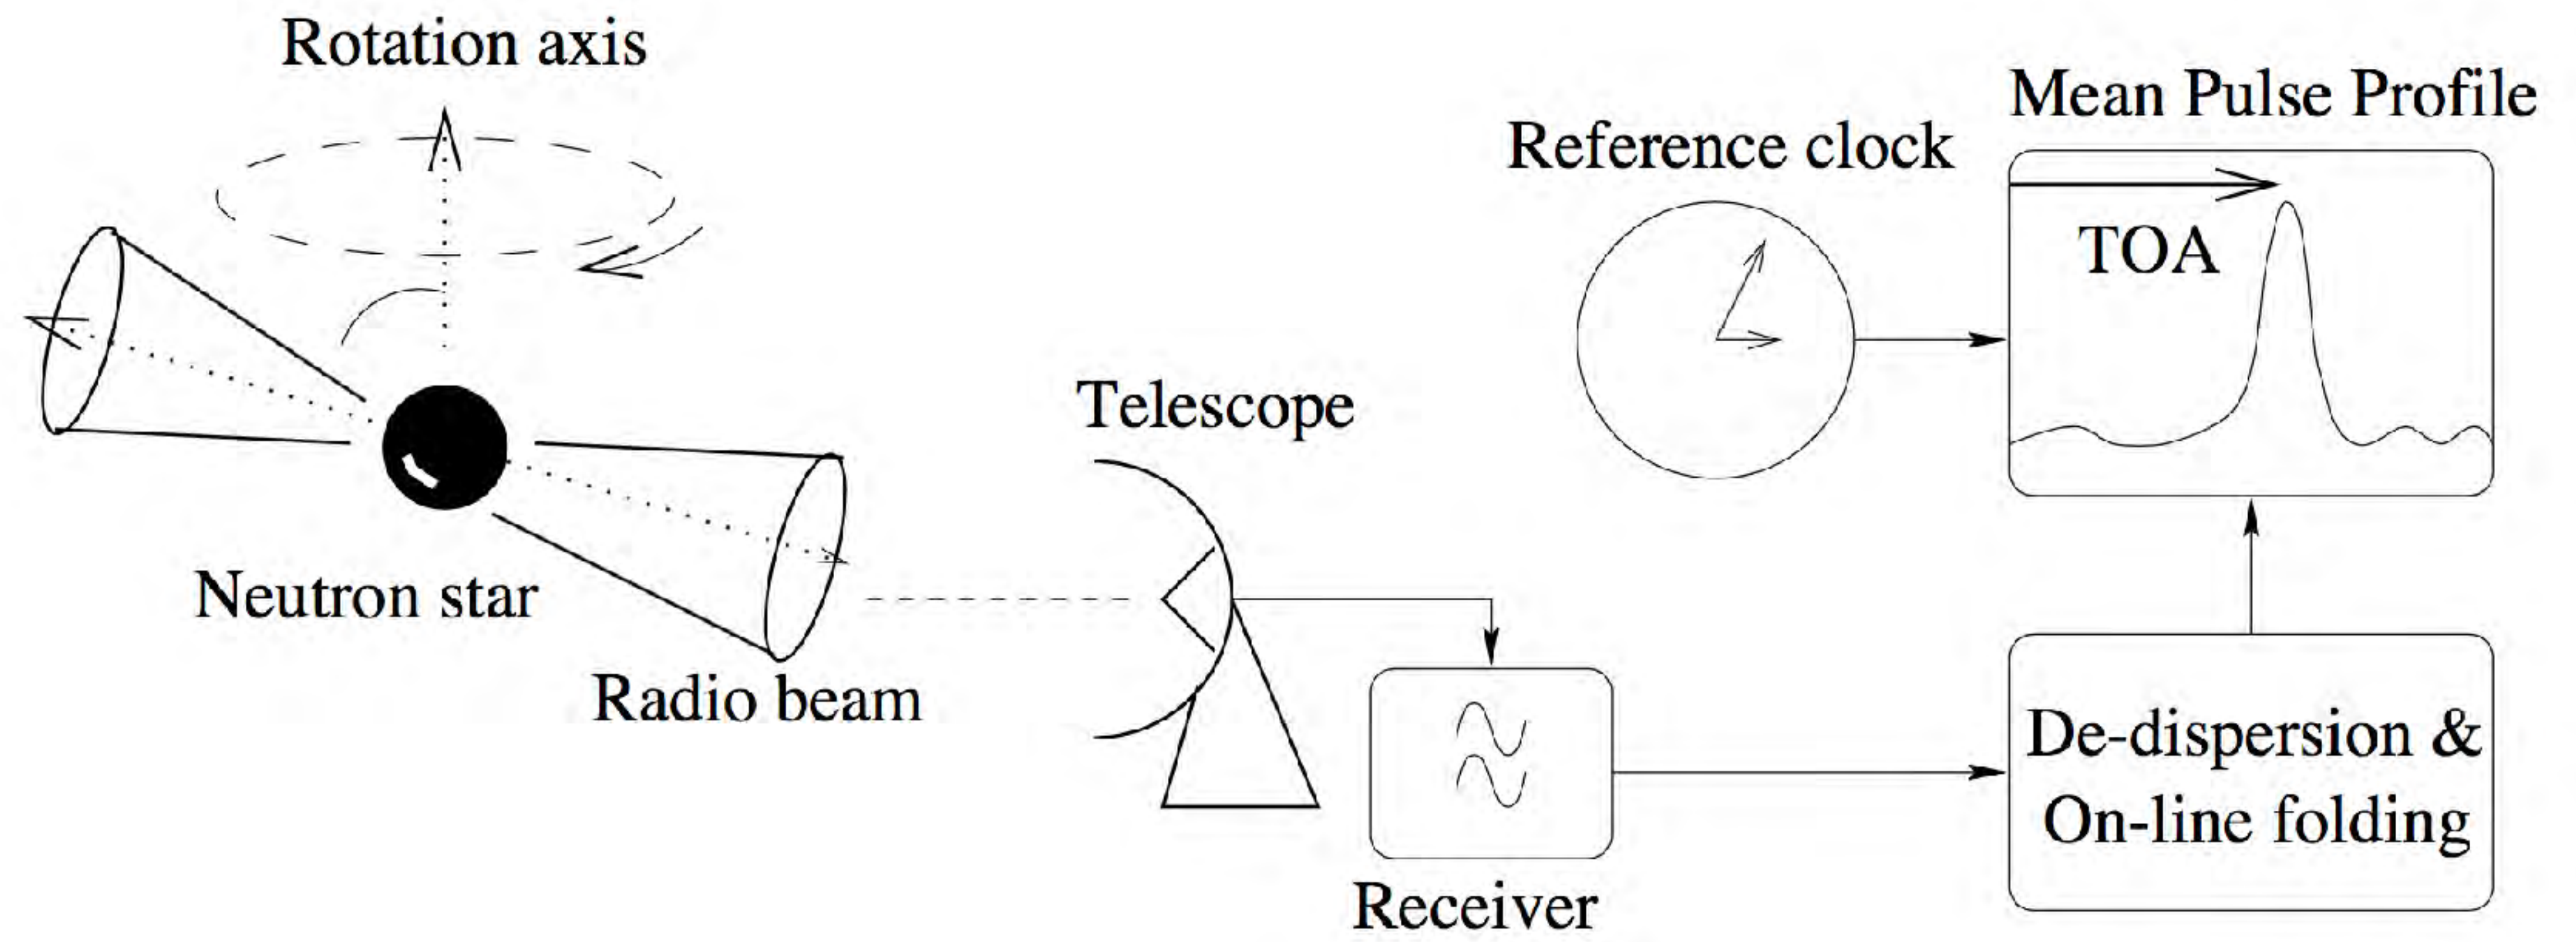 Rotation axis
Neutron star
Radio beam
Telescope
Receiver
Reference clock
Mean Pulse Profile
TOA
De-dispersion &
On-line folding